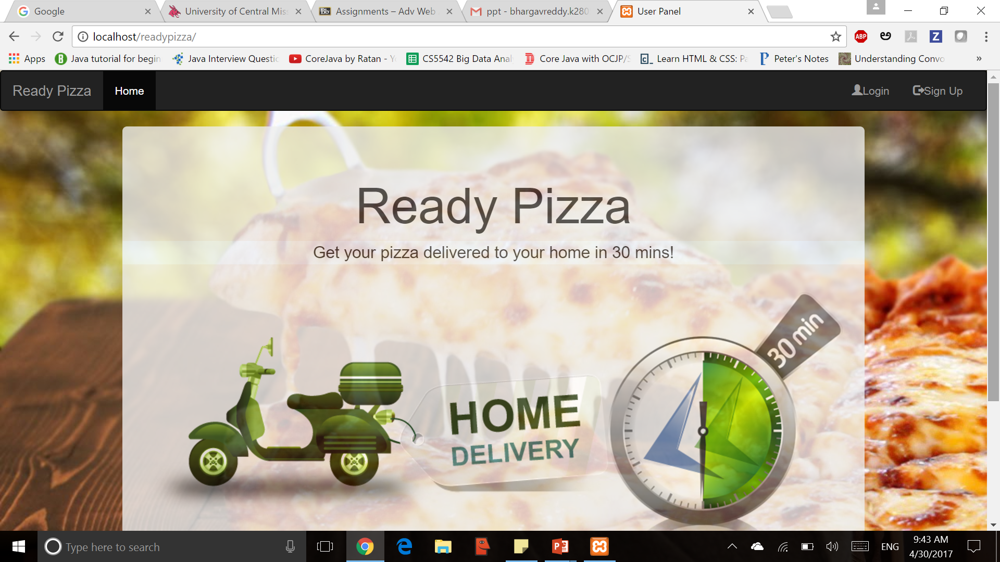 Google
University of Central Mis
Assignments – Adv Web
ppt - bhargavreddy.k280
User Panel
localhost/readypizza/
ABP
Z
Apps
Java tutorial for begin
Java Interview Questic
CoreJava by Ratan - Yo
CS5542 Big Data Anal
Core Java with OCJP/S
Learn HTML & CSS: Pa
Peter's Notes
Understanding Convo
»
Ready Pizza
Home
Login
Sign Up
Ready Pizza
Get your pizza delivered to your home in 30 mins!
30 min
HOME
DELIVERY
Type here to search
ENG
9:43 AM
4/30/2017